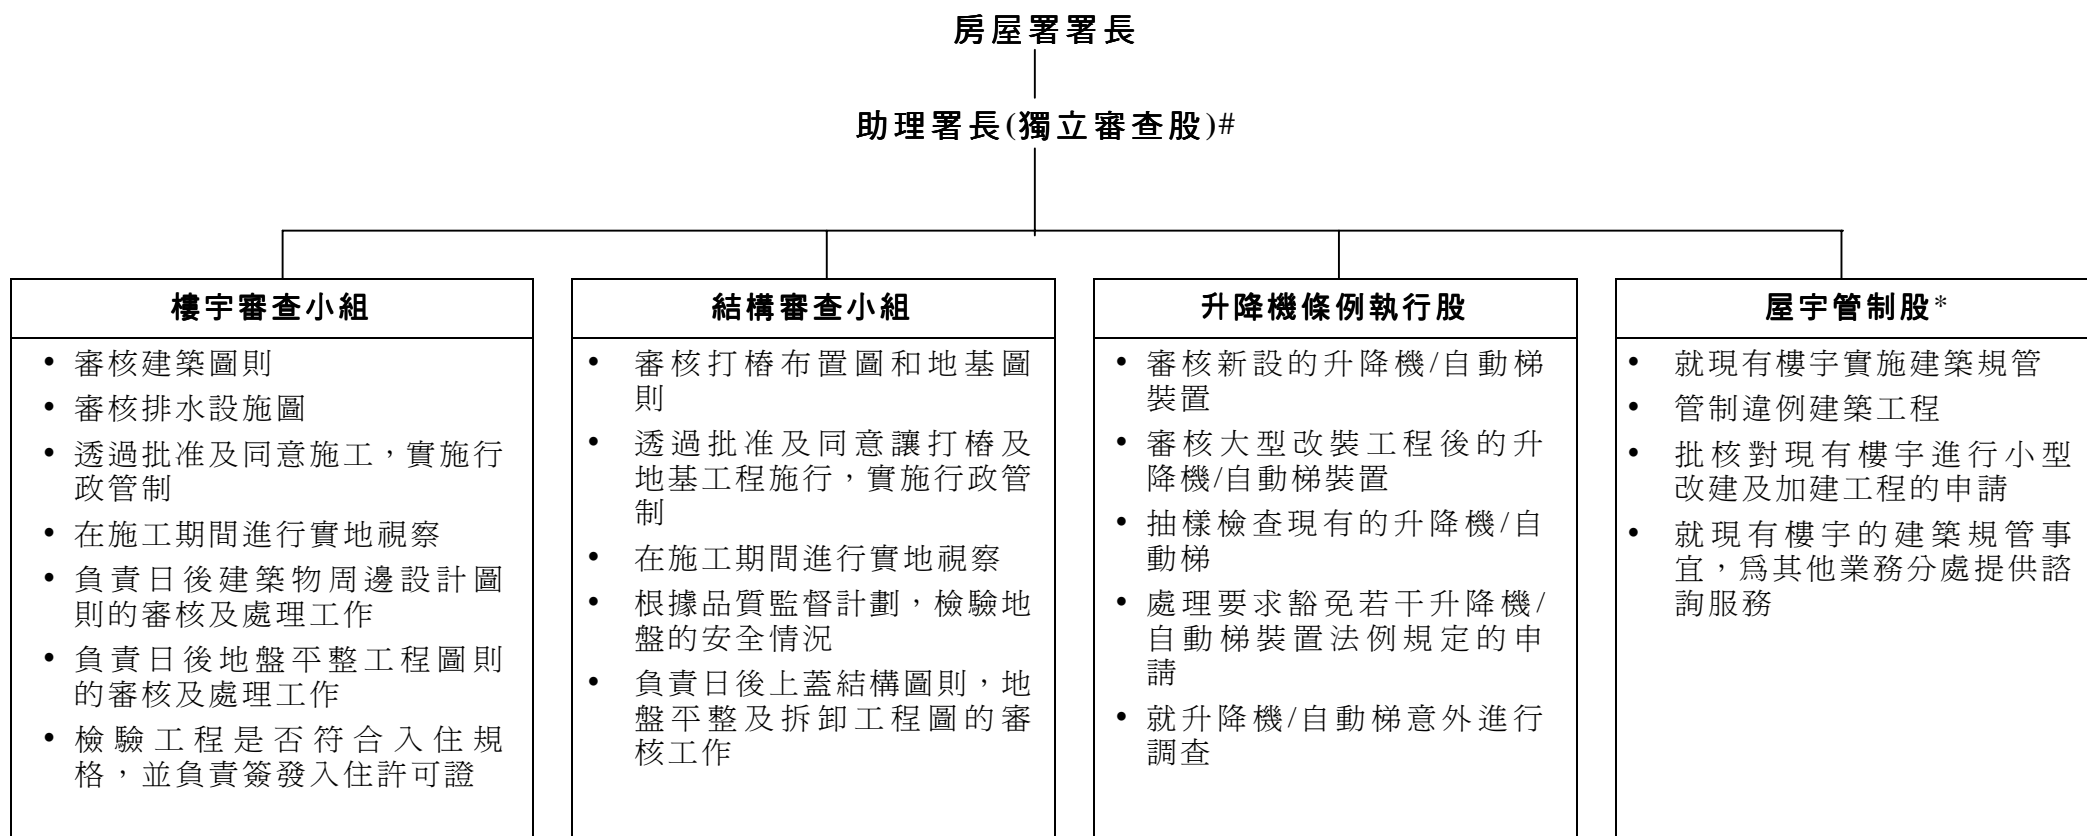 房屋署署長
助理署長(獨立審查股)#
樓宇審查小組
• 審核建築圖則
• 審核排水設施圖
• 透過批准及同意施工，實施行
政管制
• 在施工期間進行實地視察
• 負責日後建築物周邊設計圖
則的審核及處理工作
• 負責日後地盤平整工程圖則
的審核及處理工作
• 檢驗工程是否符合入住規
格，並負責簽發入住許可證
結構審查小組
• 審核打樁布置圖和地基圖
則
• 透過批准及同意讓打樁及
地基工程施行，實施行政管
制
• 在施工期間進行實地視察
• 根據品質監督計劃，檢驗地
盤的安全情況
• 負責日後上蓋結構圖則，地
盤平整及拆卸工程圖的審
核工作
升降機條例執行股
• 審核新設的升降機/自動梯
裝置
• 審核大型改裝工程後的升
降機/自動梯裝置
• 抽樣檢查現有的升降機/自
動梯
• 處理要求豁免若干升降機/
自動梯裝置法例規定的申
請
• 就升降機/自動梯意外進行
調查
屋宇管制股*
• 就現有樓宇實施建築規管
• 管制違例建築工程
• 批核對現有樓宇進行小型
改建及加建工程的申請
• 就現有樓宇的建築規管事
宜，爲其他業務分處提供諮
詢服務